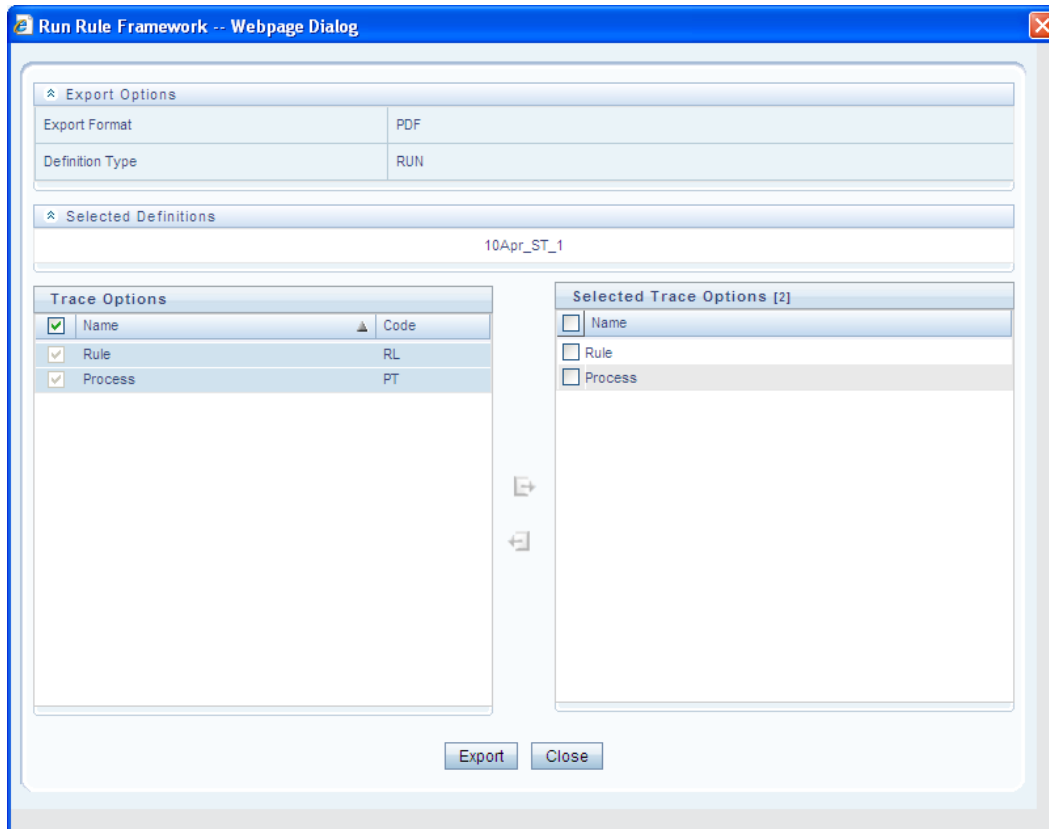 Run Rule Framework -- Webpage Dialog
Export Options
Export Format PDF
Definition Type RUN
Selected Definitions
10Apr_ST_1
Trace Options
Name Code
Rule RL
Process PT
Selected Trace Options [2]
Name
Rule
Process
Export Close